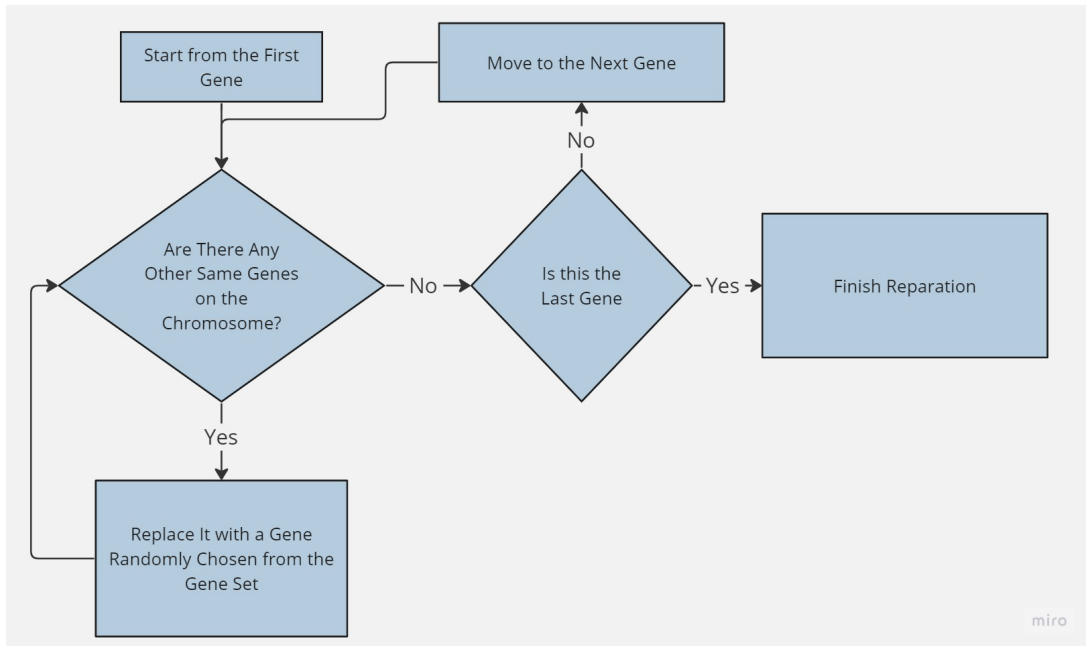 Start from the First
Gene
Move to the Next Gene
No
Are There Any
Other Same Genes
on the
Chromosome?
No
Is this the
Last Gene
Yes
Finish Reparation
Yes
Replace It with a Gene
Randomly Chosen from the
Gene Set
miro